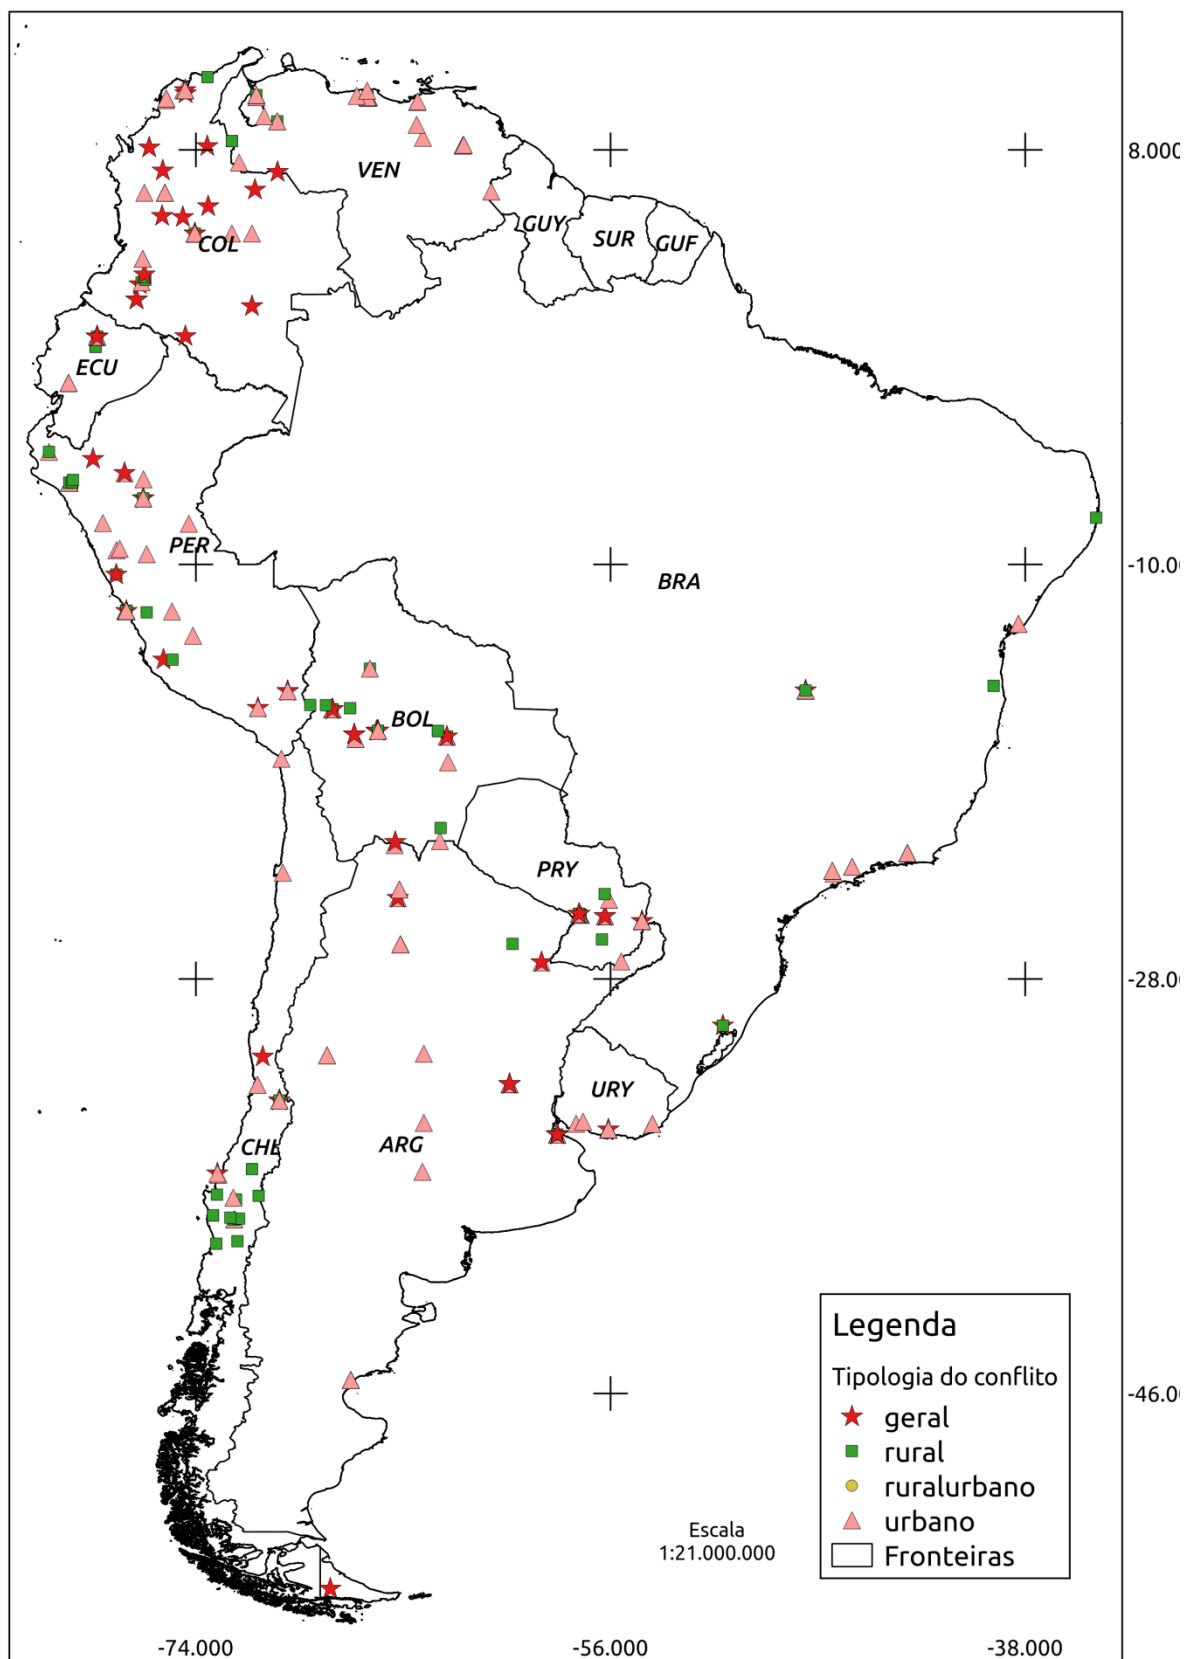 8.000
VEN
GUY
SUR
GUF
COL
ECU
PER
BRA
-10.00
BOL
PRY
-28.00
URY
CHL
ARG
Legenda
Tipologia do conflito
geral
rural
ruralurbano
urbano
Fronteiras
-46.00
Escala
1:21.000.000
-74.000
-56.000
-38.000